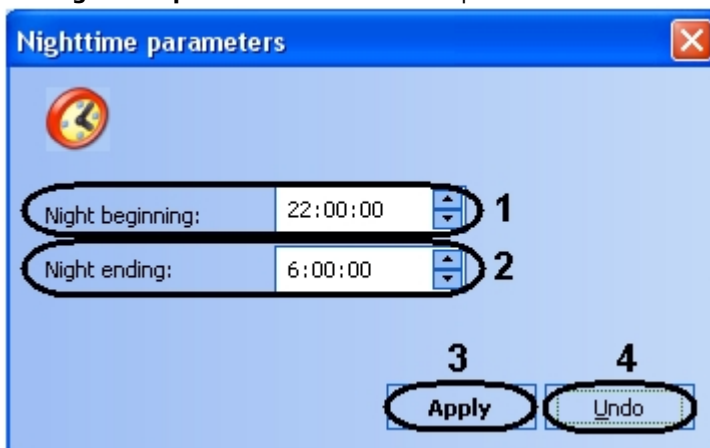 Nighttime parameters
Night beginning: 22:00:00 1
Night ending: 6:00:00 2
3 4
Apply Undo